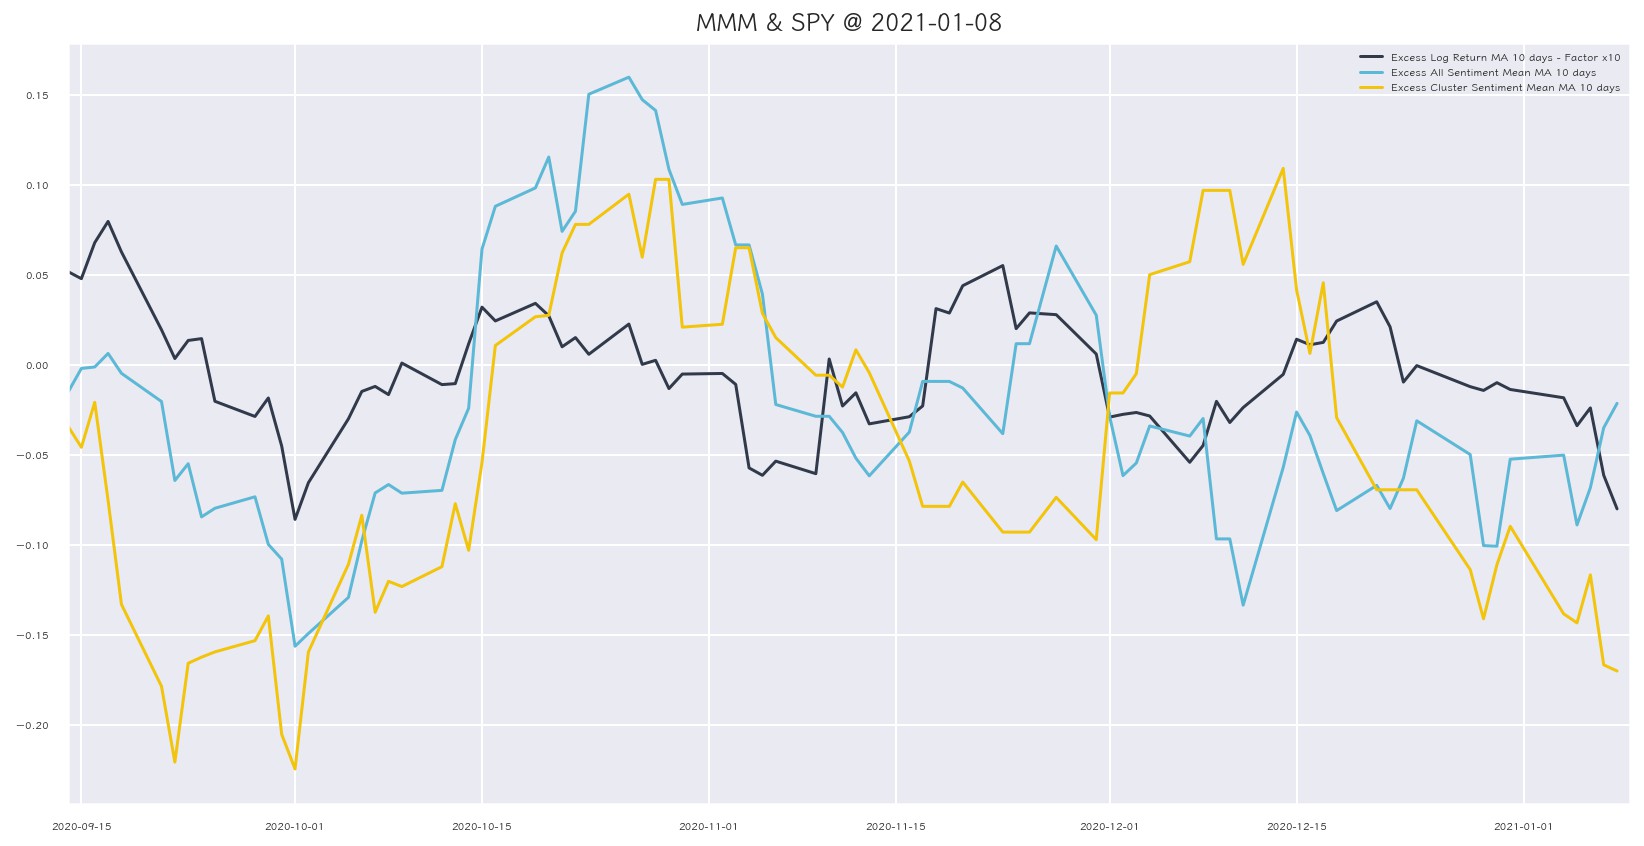 MMM & SPY @ 2021-01-08
Excess Log Return MA 10 days - Factor x10
Excess All Sentiment Mean MA 10 days
Excess Cluster Sentiment Mean MA 10 days
0.15
0.10
0.05
0.00
−0.05
−0.10
−0.15
−0.20
2020-09-15 2020-10-01 2020-10-15 2020-11-01 2020-11-15 2020-12-01 2020-12-15 2021-01-01